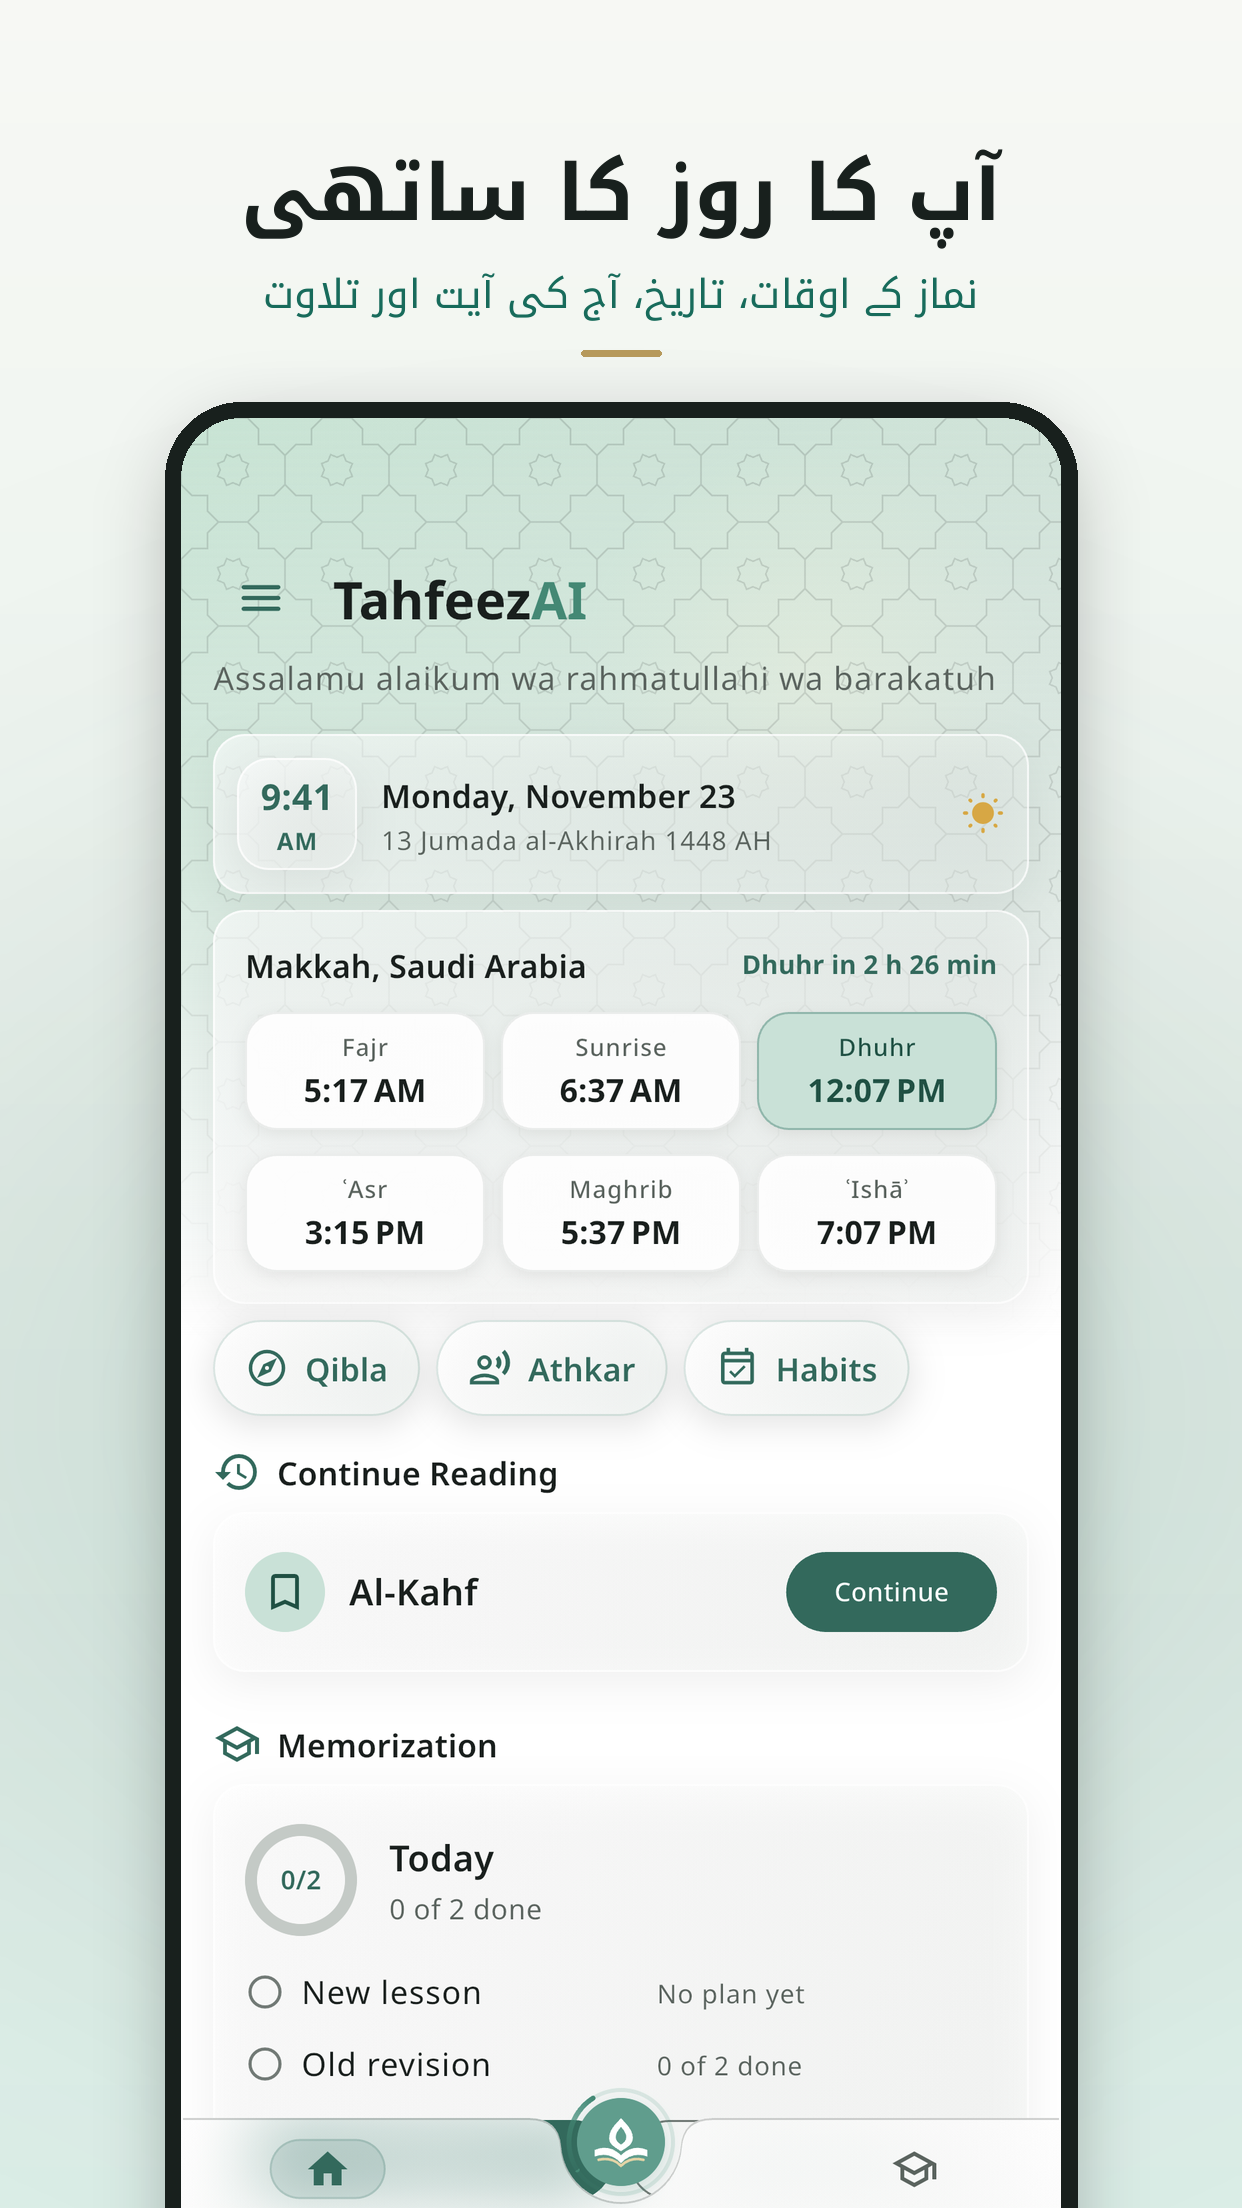 آپ کا روز کا ساتھی
نماز کے اوقات، تاریخ، آج کی آیت اور تلاوت
TahfeezAI
Assalamu alaikum wa rahmatullahi wa barakatuh
9:41 AM
Monday, November 23
13 Jumada al-Akhirah 1448 AH
Makkah, Saudi Arabia
Dhuhr in 2 h 26 min
Fajr
5:17 AM
Sunrise
6:37 AM
Dhuhr
12:07 PM
ʿAsr
3:15 PM
Maghrib
5:37 PM
ʿIshāʾ
7:07 PM
Qibla
Athkar
Habits
Continue Reading
Al-Kahf
Continue
Memorization
0/2
Today
0 of 2 done
New lesson
No plan yet
Old revision
0 of 2 done